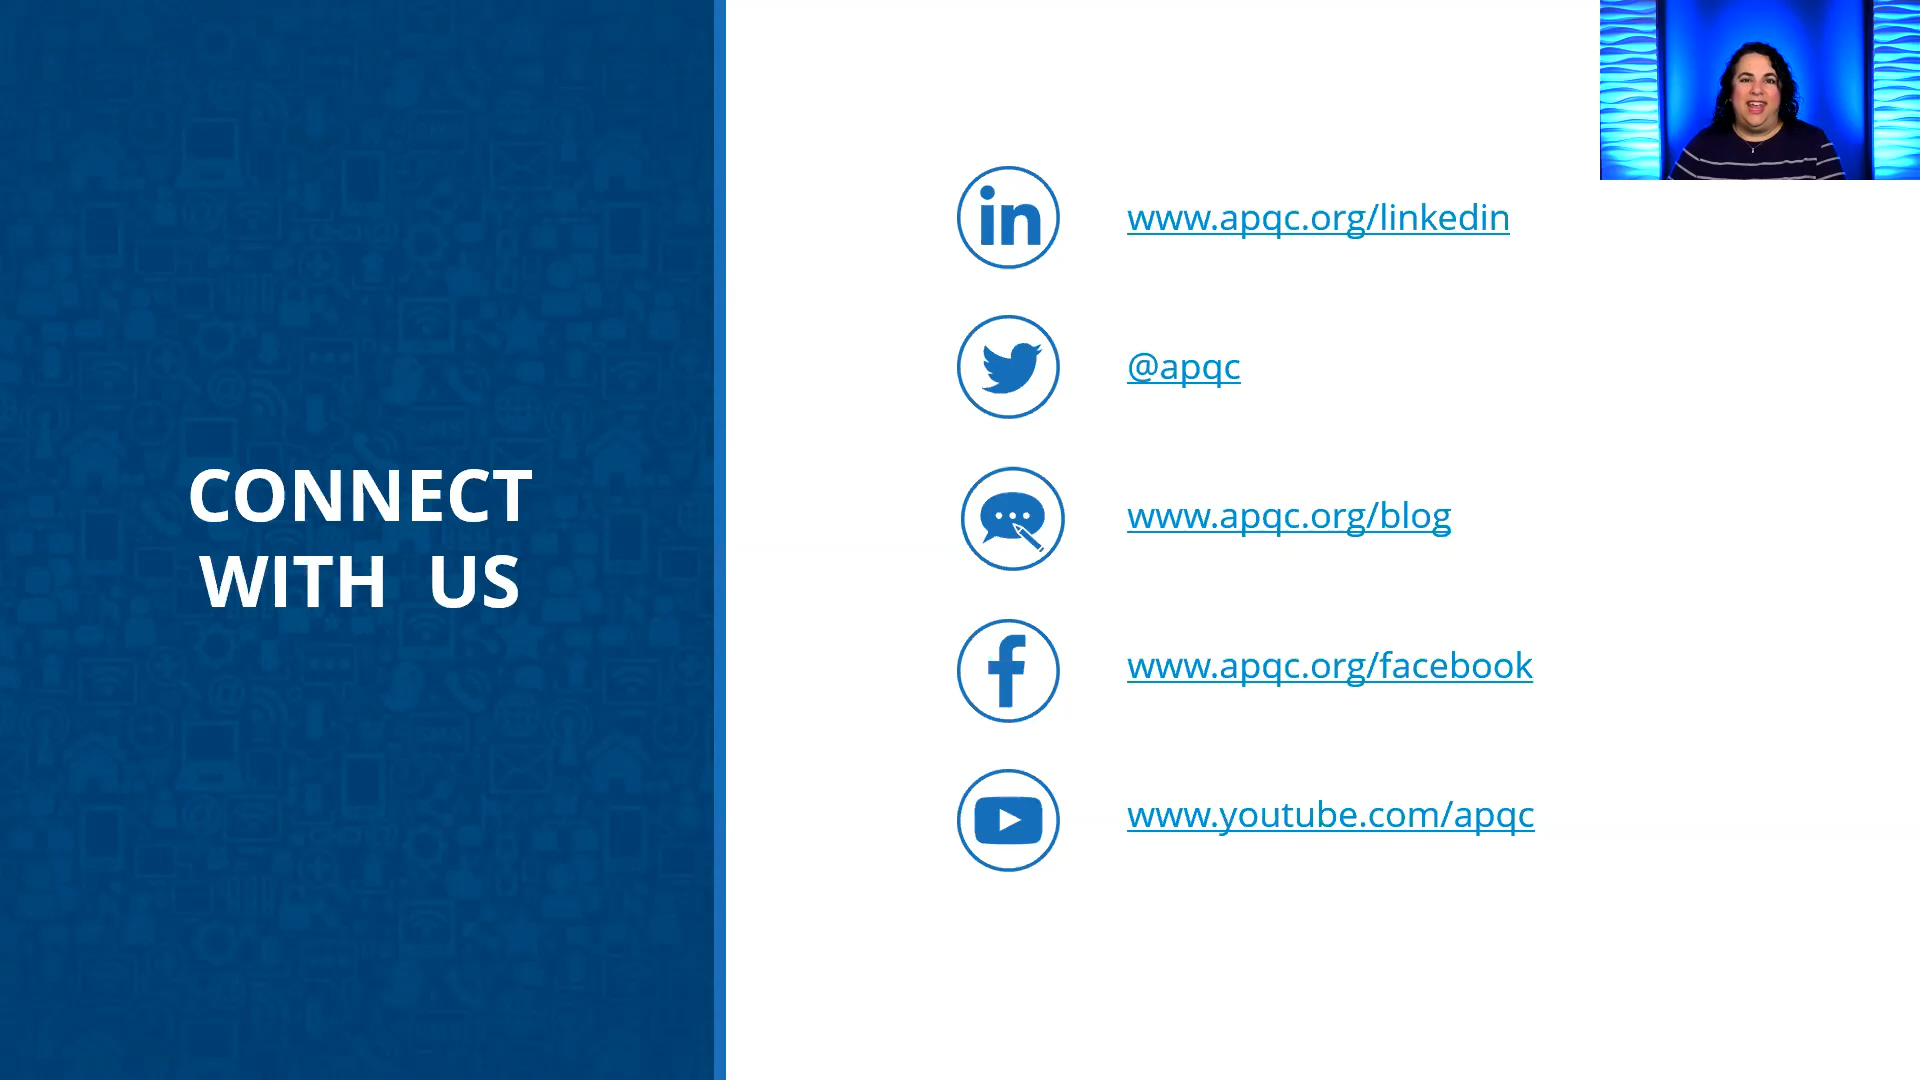 CONNECT
WITH US
in
www.apqc.org/linkedin
@apqc
www.apqc.org/blog
f
www.apqc.org/facebook
www.youtube.com/apqc